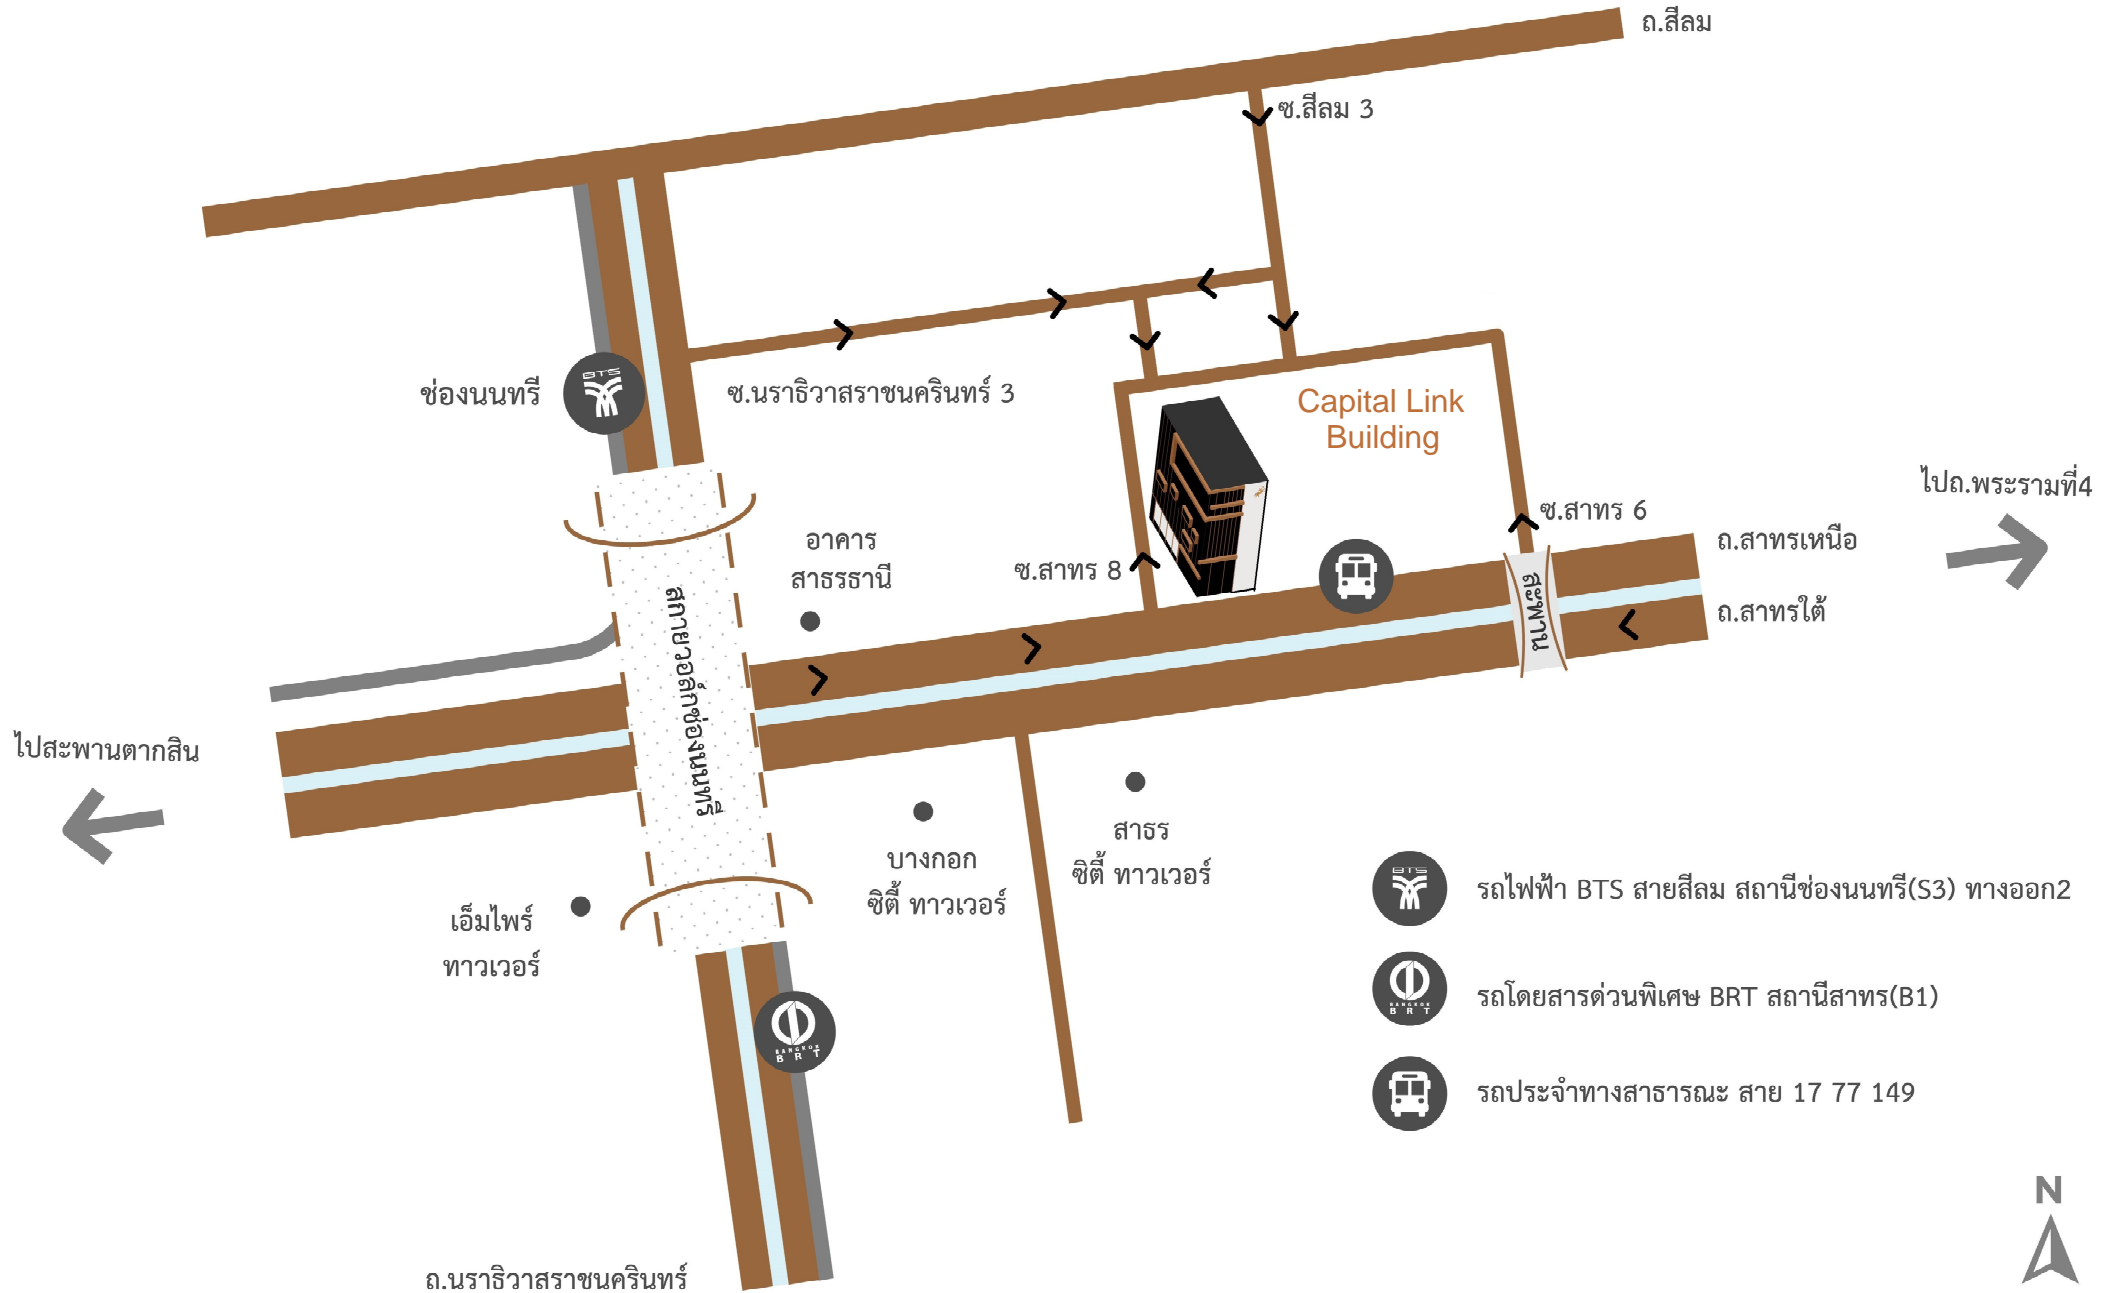 ถ.สีลม
ซ.สีลม 3
BTS
ช่องนนทรี
ซ.นราธิวาสราชนครินทร์ 3
Capital Link
Building
ไปถ.พระรามที่4
ซ.สาทร 6
ถ.สาทรเหนือ
อาคาร
สาธรธานี
ซ.สาทร 8
สะพาน
ถ.สาทรใต้
สกายวอล์กช่องนนทรี
ไปสะพานตากสิน
บางกอก
ซิตี้ ทาวเวอร์
สาธร
ซิตี้ ทาวเวอร์
เอ็มไพร์
ทาวเวอร์
BTS
รถไฟฟ้า BTS สายสีลม สถานีช่องนนทรี(S3) ทางออก2
BANGKOK
BRT
รถโดยสารด่วนพิเศษ BRT สถานีสาทร(B1)
BANGKOK
BRT
รถประจำทางสาธารณะ สาย 17 77 149
N
ถ.นราธิวาสราชนครินทร์